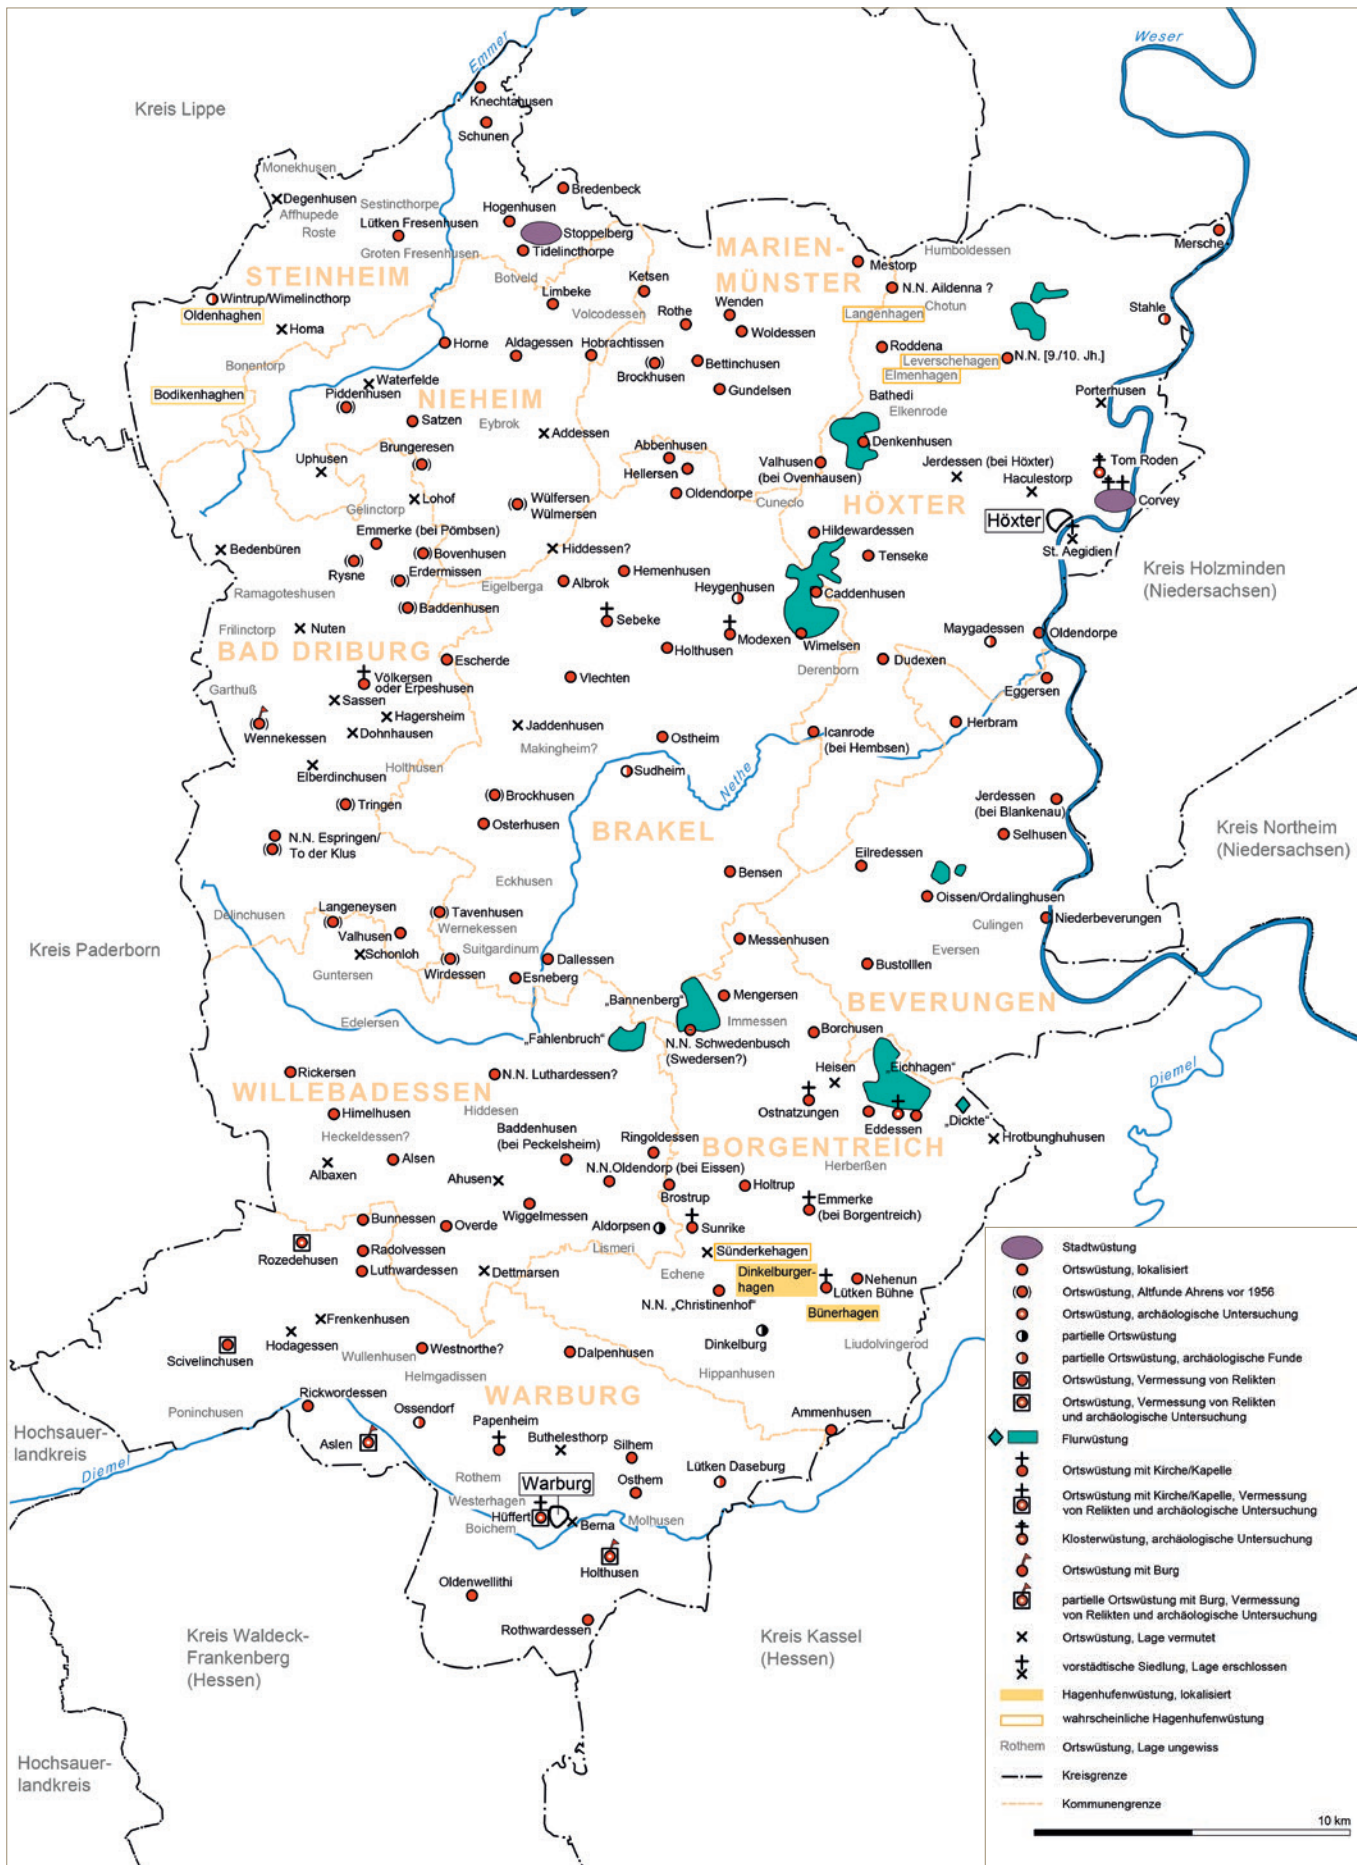 Emmer
Weser
Kreis Lippe
Knechtahusen
Schunen
Monekhusen
Degenhusen
Affhupede
Roste
Sestincthorpe
Lütken Fresenhusen
Groten Fresenhusen
Bredenbeck
Hogenhusen
Stoppelberg
Tidelincthorpe
Botveld
STEINHEIM
MARIEN-
MÜNSTER
Humboldessen
Mersche
Mestorp
Ketsen
Limbeke
Volcodessen
Wintrup/Wimelincthorp
Oldenhaghen
Homa
Rothe
Wenden
Woldessen
N.N. Aildenna ?
Chotun
Langenhagen
Stahle
Horne
Aldagessen
Hobrachtissen
Brockhusen
Bettinchusen
Roddena
Leverschehagen
Elmenhagen
N.N. [9./10. Jh.]
Bonentorp
Bodikenhaghen
Waterfelde
Piddenhusen
NIEHEIM
Gundelsen
Bathedi
Elkenrode
Porterhusen
Satzen
Eybrok
Addessen
Denkenhusen
Brungeresen
Uphusen
Abbenhusen
Hellersen
Valhusen
(bei Ovenhausen)
Jerdessen (bei Höxter)
Haculestorp
Tom Roden
Lohof
Gelinctorp
Wülfersen
Wülmersen
Oldendorpe
Cuneclo
HÖXTER
Höxter
Corvey
St. Aegidien
Emmerke (bei Pömbsen)
Bedenbüren
Rysne
Bovenhusen
Erdermissen
Hiddessen?
Hildewardessen
Tenseke
Kreis Holzminden
(Niedersachsen)
Ramagoteshusen
Eigelberga
Albrok
Hemenhusen
Heygenhusen
Caddenhusen
Baddenhusen
Frilinctorp
Nuten
Sebeke
Modexen
Wimelsen
Maygadessen
Oldendorpe
BAD DRIBURG
Escherde
Holthusen
Derenborn
Dudexen
Völkersen
oder Erpeshusen
Garthuß
Sassen
Vlechten
Eggersen
Hagersheim
Wennekessen
Dohnhausen
Jaddenhusen
Makingheim?
Ostheim
Icanrode
(bei Hembsen)
Herbram
Elberdinchusen
Holthusen
Sudheim
Nethe
Tringen
Brockhusen
Osterhusen
BRAKEL
Jerdessen
(bei Blankenau)
Selhusen
Kreis Northeim
(Niedersachsen)
N.N. Espringen/
To der Klus
Eckhusen
Bensen
Eilredessen
Oissen/Ordalinghusen
Delinchusen
Langeneysen
Valhusen
Tavenhusen
Wernekessen
Suitgardinum
Culingen
Niederbeverungen
Kreis Paderborn
Schonloh
Guntersen
Wirdessen
Dallessen
Esneberg
Messenhusen
Eversen
Bustolllen
BEVERUNGEN
„Bannenberg“
Mengersen
Immessen
Edelersen
„Fahlenbruch“
N.N. Schwedenbusch
(Swedersen?)
Borchusen
Diemel
Rickersen
N.N. Luthardessen?
Heisen
„Eichhagen“
WILLEBADESSEN
Himelhusen
Hiddesen
Ostnatzungen
Eddessen
„Dickte“
Heckeldessen?
Baddenhusen
(bei Peckelsheim)
Ringoldessen
BORGENTREICH
Hrotbunghuhusen
Albaxen
Alsen
Ahusen
N.N.Oldendorp (bei Eissen)
Herberßen
Brostrup
Holtrup
Emmerke
(bei Borgentreich)
Bunnessen
Overde
Wiggelmessen
Aldorpsen
Sunrike
Rozedehusen
Radolvessen
Luthwardessen
Dettmarsen
Lismeri
Sünderkehagen
Echene
Dinkelburger-
hagen
Nehenun
Lütken Bühne
N.N. „Christinenhof“
Bünerhagen
Frenkenhusen
Hodagessen
Scivelinchusen
Wullenhusen
Westnorthe?
Helmgadissen
Dalpenhusen
Dinkelburg
Hippanhusen
Liudolvingerod
WARBURG
Rickwordessen
Poninchusen
Ossendorf
Papenheim
Buthelesthorp
Ammenhusen
Hochsauer-
landkreis
Aslen
Diemel
Silhem
Rothem
Warburg
Osthem
Lütken Daseburg
Westerhagen
Hüffert
Boichem
Berna
Molhusen
Holthusen
Oldenwellithi
Rothwardessen
Kreis Waldeck-
Frankenberg
(Hessen)
Kreis Kassel
(Hessen)
Hochsauer-
landkreis
Stadtwüstung
Ortswüstung, lokalisiert
Ortswüstung, Altfunde Ahrens vor 1956
Ortswüstung, archäologische Untersuchung
partielle Ortswüstung
partielle Ortswüstung, archäologische Funde
Ortswüstung, Vermessung von Relikten
Ortswüstung, Vermessung von Relikten
und archäologische Untersuchung
Flurwüstung
Ortswüstung mit Kirche/Kapelle
Ortswüstung mit Kirche/Kapelle, Vermessung
von Relikten und archäologische Untersuchung
Klosterwüstung, archäologische Untersuchung
Ortswüstung mit Burg
partielle Ortswüstung mit Burg, Vermessung
von Relikten und archäologische Untersuchung
Ortswüstung, Lage vermutet
vorstädtische Siedlung, Lage erschlossen
Hagenhufenwüstung, lokalisiert
wahrscheinliche Hagenhufenwüstung
Rothem Ortswüstung, Lage ungewiss
Kreisgrenze
Kommunengrenze
10 km